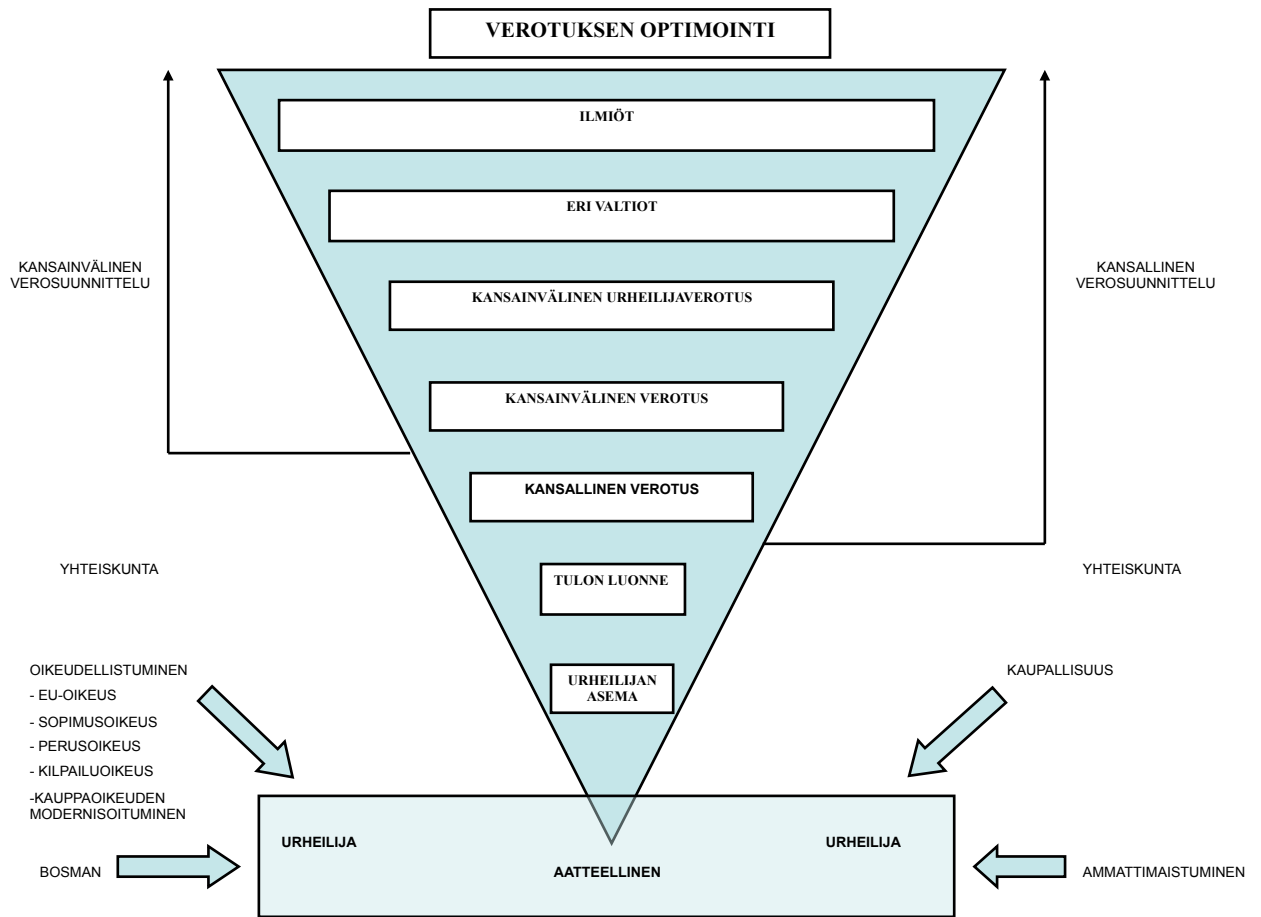 VEROTUKSEN OPTIMOINTI
ILMIÖT
ERI VALTIOT
KANSAINVÄLINEN
VEROSUUNNITTELU
KANSALLINEN
VEROSUUNNITTELU
KANSAINVÄLINEN URHEILIJAVEROTUS
KANSAINVÄLINEN VEROTUS
KANSALLINEN VEROTUS
YHTEISKUNTA
YHTEISKUNTA
TULON LUONNE
OIKEUDELLISTUMINEN
- EU-OIKEUS
- SOPIMUSOIKEUS
- PERUSOIKEUS
- KILPAILUOIKEUS
-KAUPPAOIKEUDEN
MODERNISOITUMINEN
URHEILIJAN
ASEMA
KAUPALLISUUS
URHEILIJA
URHEILIJA
BOSMAN
AATTEELLINEN
AMMATTIMAISTUMINEN